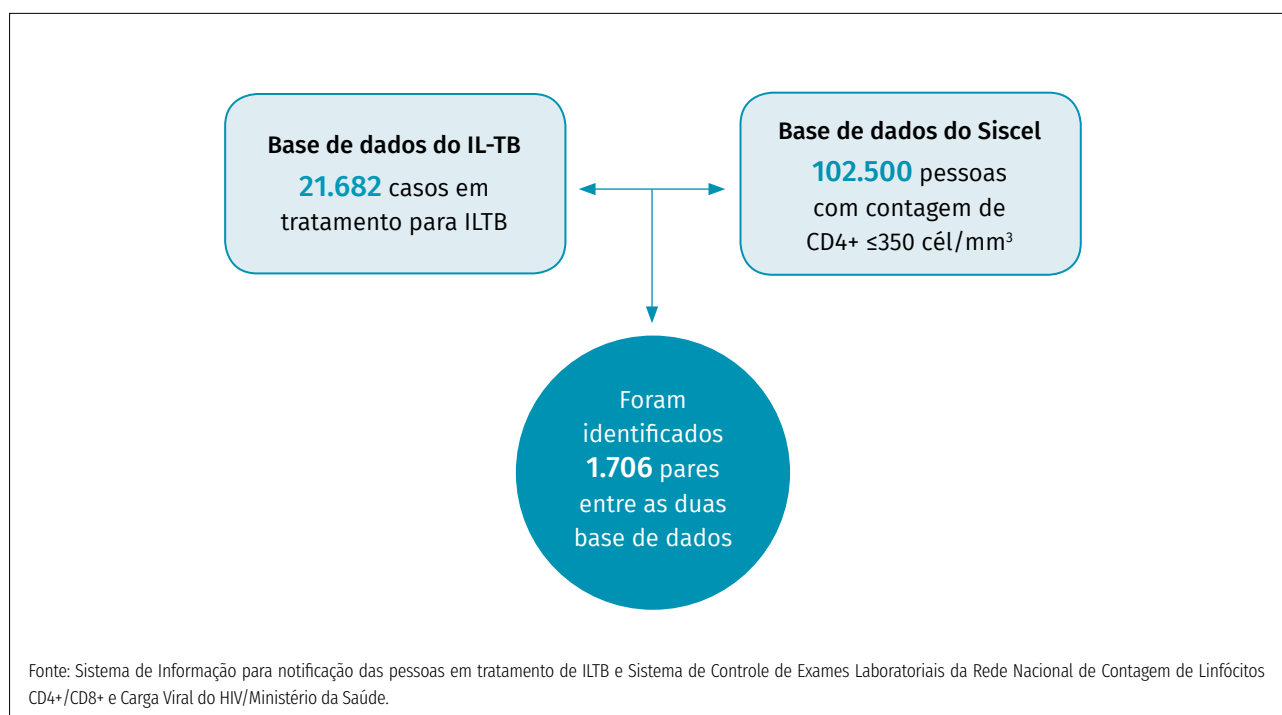 Base de dados do IL-TB
21.682 casos em
tratamento para ILTB
Base de dados do Siscel
102.500 pessoas
com contagem de
CD4+ ≤350 cél/mm³
Foram
identificados
1.706 pares
entre as duas
base de dados
Fonte: Sistema de Informação para notificação das pessoas em tratamento de ILTB e Sistema de Controle de Exames Laboratoriais da Rede Nacional de Contagem de Linfócitos
CD4+/CD8+ e Carga Viral do HIV/Ministério da Saúde.